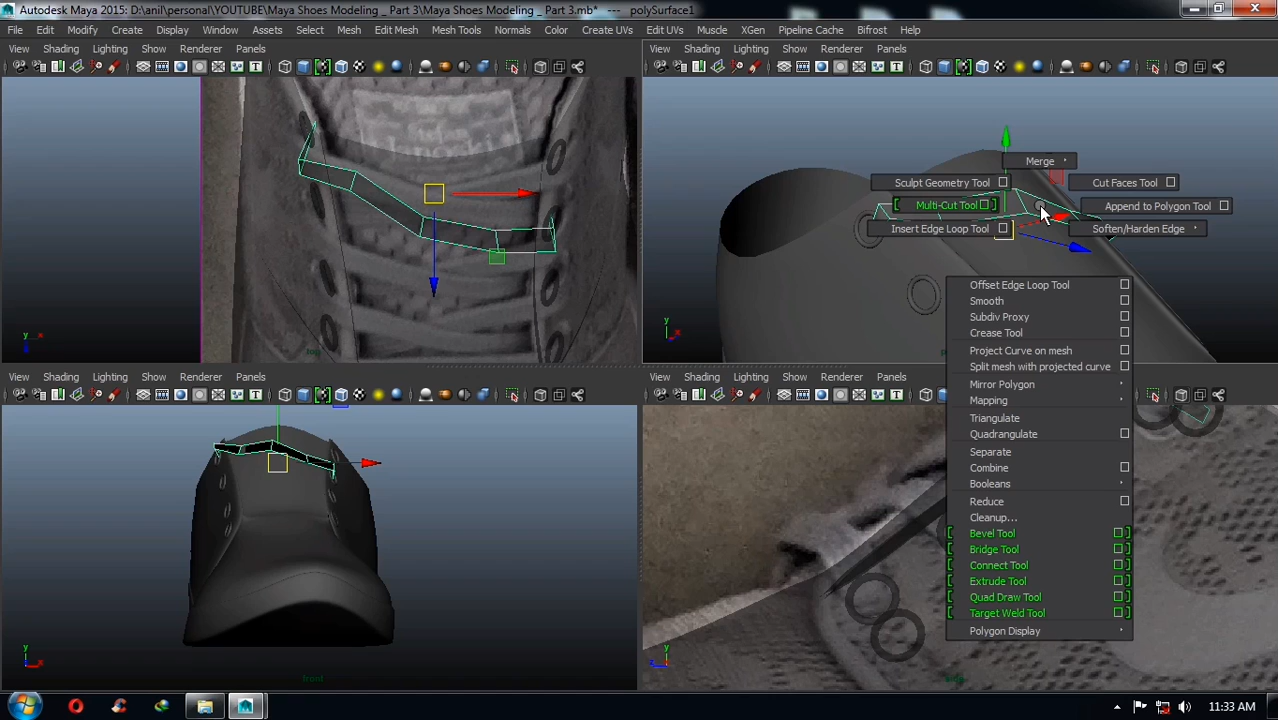 Autodesk Maya 2015: D:\anil\personal\YOUTUBE\Maya Shoes Modeling _ Part 3\Maya Shoes Modeling _ Part 3.mb* --- polySurface1
File Edit Modify Create Display Window Assets Select Mesh Edit Mesh Mesh Tools Normals Color Create UVs Edit UVs Muscle XGen Pipeline Cache Bifrost Help
View Shading Lighting Show Renderer Panels
View Shading Lighting Show Renderer Panels
Merge
Sculpt Geometry Tool
Cut Faces Tool
Multi-Cut Tool
Append to Polygon Tool
Insert Edge Loop Tool
Soften/Harden Edge
Offset Edge Loop Tool
Smooth
Subdiv Proxy
Crease Tool
Project Curve on mesh
Split mesh with projected curve
Mirror Polygon
Mapping
Triangulate
Quadrangulate
Separate
Combine
Booleans
Reduce
Cleanup...
Bevel Tool
Bridge Tool
Connect Tool
Extrude Tool
Quad Draw Tool
Target Weld Tool
Polygon Display
y
x
y
x
View Shading Lighting Show Renderer Panels
View Shading Lighting Show Renderer Panels
y
x
front
y
z
11:33 AM